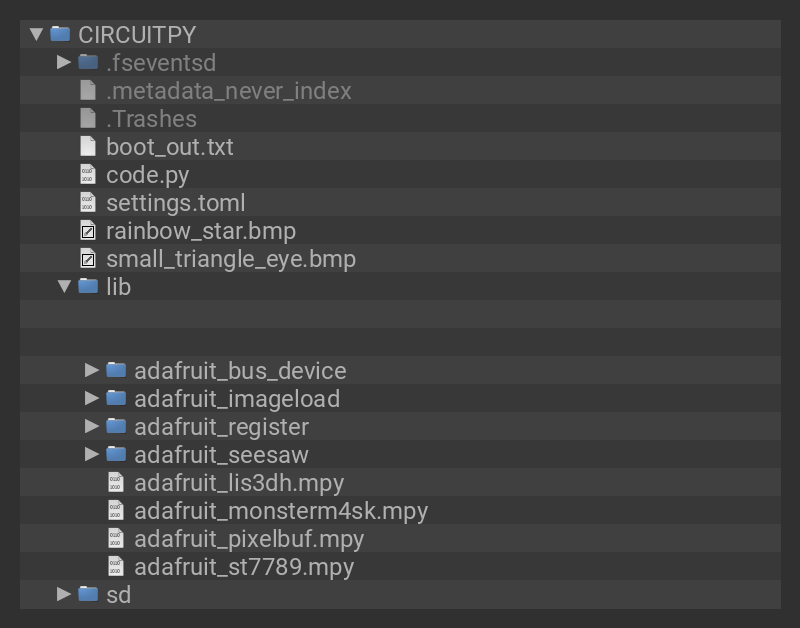 CIRCUITPY
.fseventsd
.metadata_never_index
.Trashes
boot_out.txt
code.py
settings.toml
rainbow_star.bmp
small_triangle_eye.bmp
lib
adafruit_bus_device
adafruit_imageload
adafruit_register
adafruit_seesaw
adafruit_lis3dh.mpy
adafruit_monsterm4sk.mpy
adafruit_pixelbuf.mpy
adafruit_st7789.mpy
sd